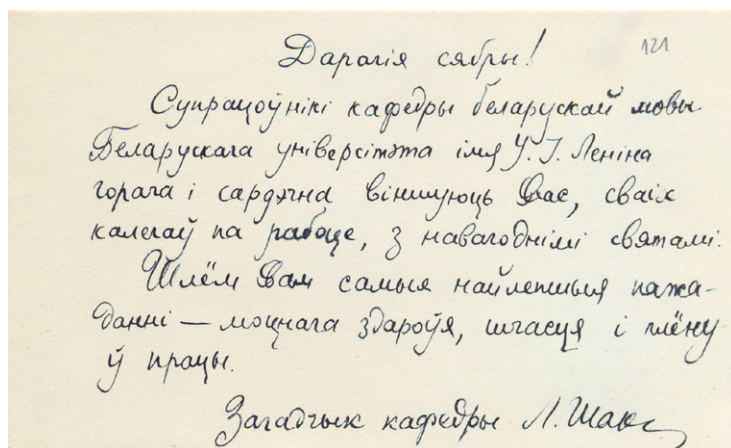 121
Дарагія сябры!
Супрацоўнікі кафедры беларускай мовы
Беларускага універсітэта імя У. І. Леніна
горача і сардэчна віншуюць Вас, сваіх
калегаў па рабоце, з навагоднімі святамі.
Шлём Вам самыя найлепшыя пажа-
данні — моцнага здароўя, шчасця і плёну
ў працы.
Загадчык кафедры Л. Шак